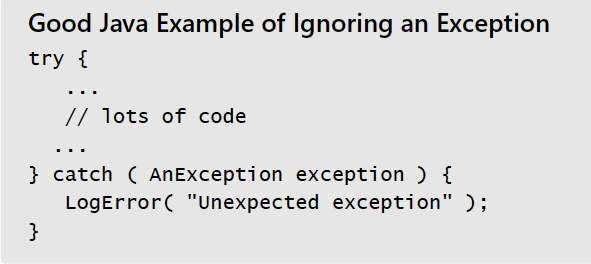 Good Java Example of Ignoring an Exception
try {
   ...
   // lots of code
  ...
} catch ( AnException exception ) {
   LogError( "Unexpected exception" );
}